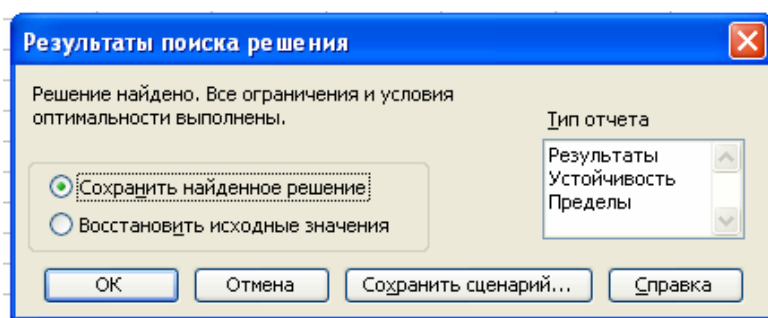 Результаты поиска решения
Решение найдено. Все ограничения и условия
оптимальности выполнены.
Тип отчета
Результаты
Устойчивость
Пределы
Сохранить найденное решение
Восстановить исходные значения
ОК
Отмена
Сохранить сценарий...
Справка